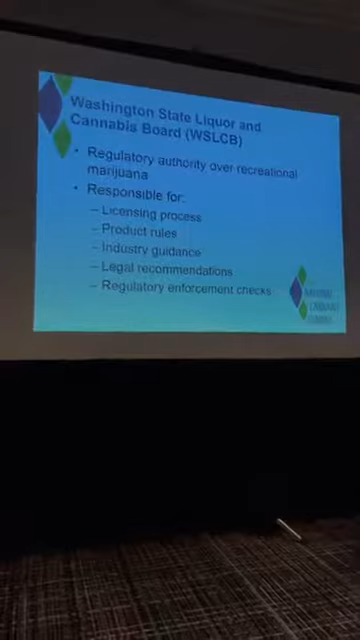 Washington State Liquor and
Cannabis Board (WSLCB)
• Regulatory authority over recreational
marijuana
• Responsible for:
– Licensing process
– Product rules
– Industry guidance
– Legal recommendations
– Regulatory enforcement checks